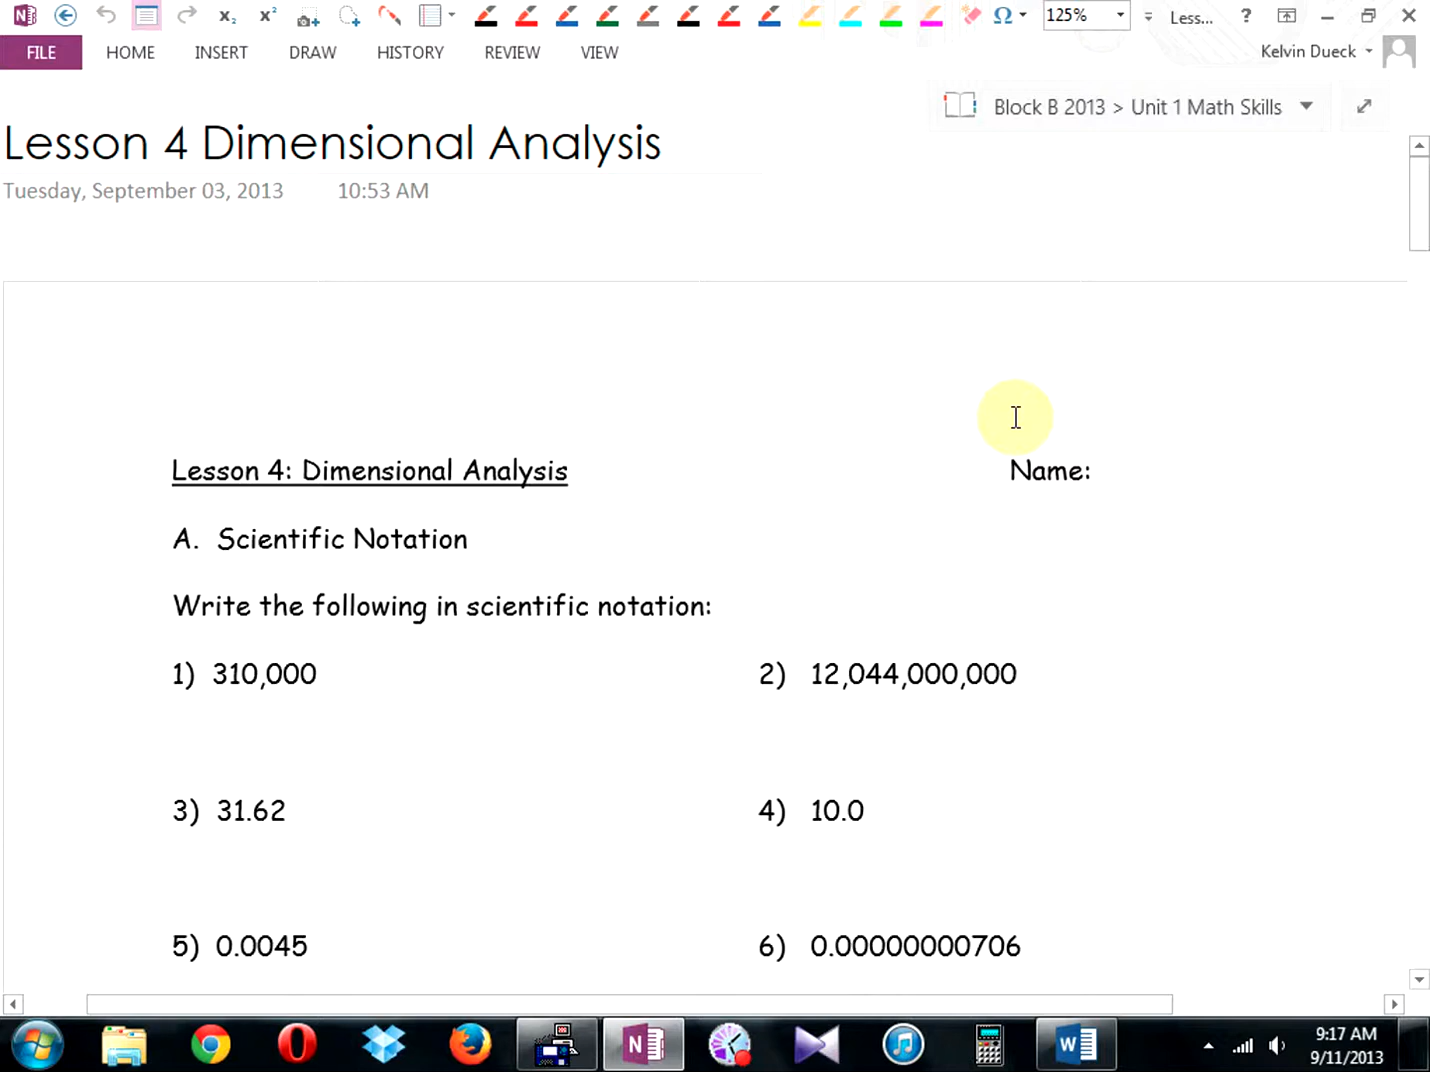 x₂ x² Ω 125% Less... ?
FILE HOME INSERT DRAW HISTORY REVIEW VIEW Kelvin Dueck
Block B 2013 > Unit 1 Math Skills
Lesson 4 Dimensional Analysis
Tuesday, September 03, 2013 10:53 AM
Lesson 4: Dimensional Analysis Name:
A. Scientific Notation
Write the following in scientific notation:
1) 310,000 2) 12,044,000,000
3) 31.62 4) 10.0
5) 0.0045 6) 0.00000000706
9:17 AM
9/11/2013